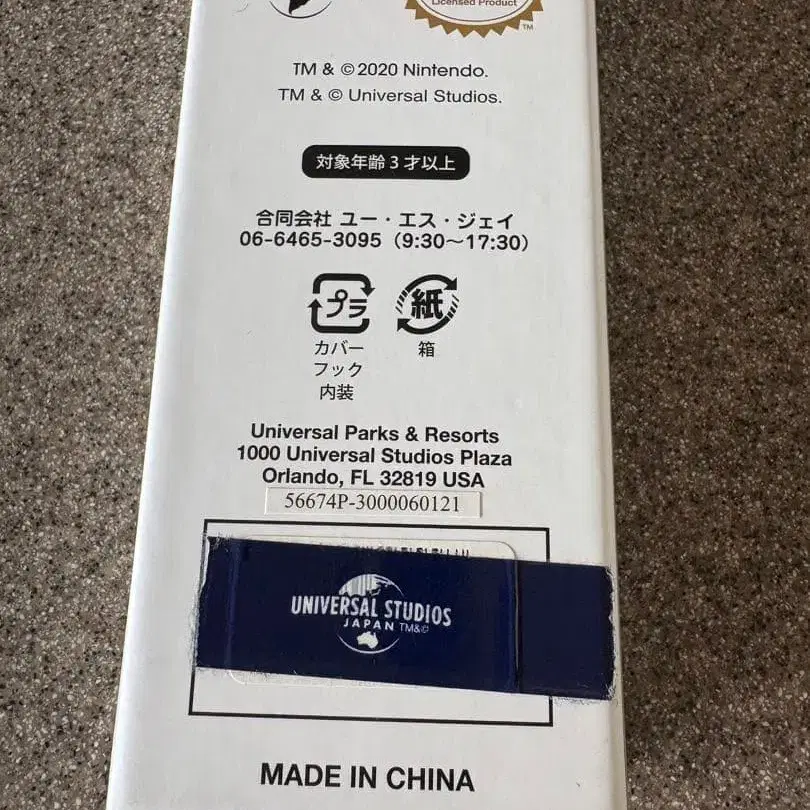 Licensed Product
TM
TM & ©2020 Nintendo.
TM & © Universal Studios.
対象年齢3才以上
合同会社 ユー・エス・ジェイ
06-6465-3095（9:30〜17:30）
プラ 紙
カバー 箱
フック
内装
Universal Parks & Resorts
1000 Universal Studios Plaza
Orlando, FL 32819 USA
56674P-3000060121
UNIVERSAL STUDIOS
JAPAN TM&©
MADE IN CHINA